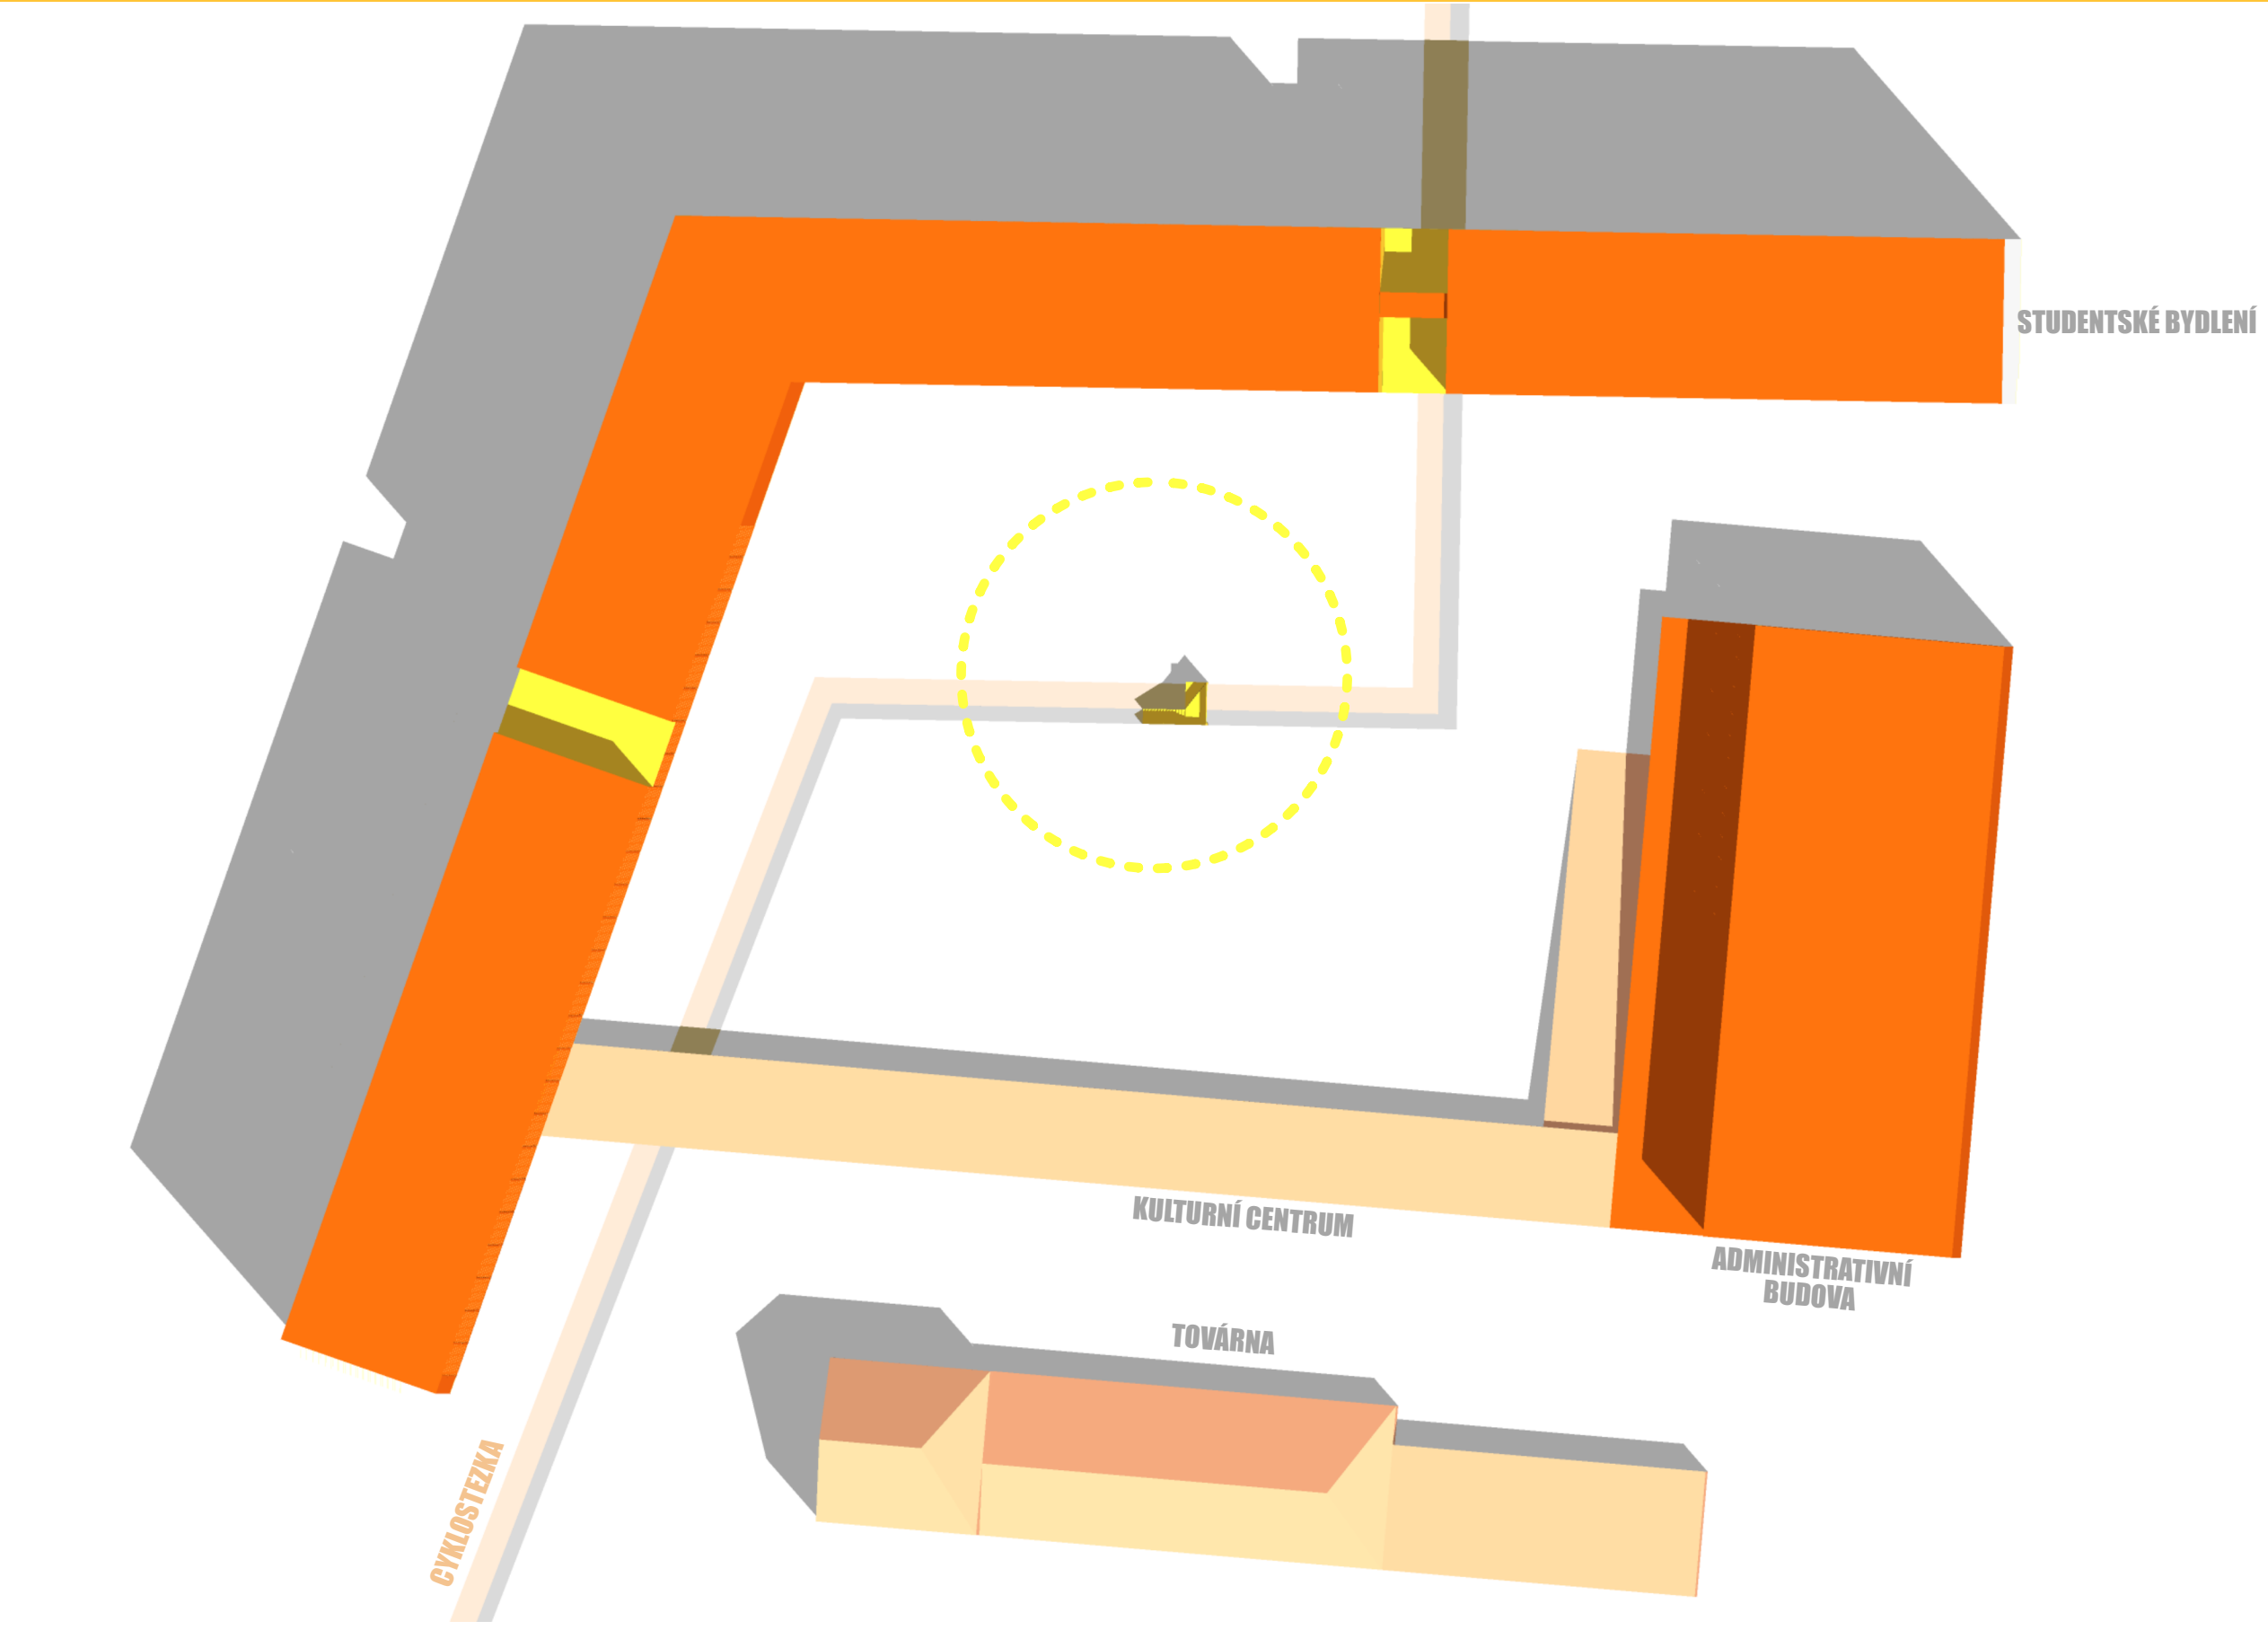 STUDENTSKÉ BYDLENÍ
KULTURNÍ CENTRUM
ADMINISTRATIVNÍ
BUDOVA
TOVÁRNA
CYKLOSTEZKA